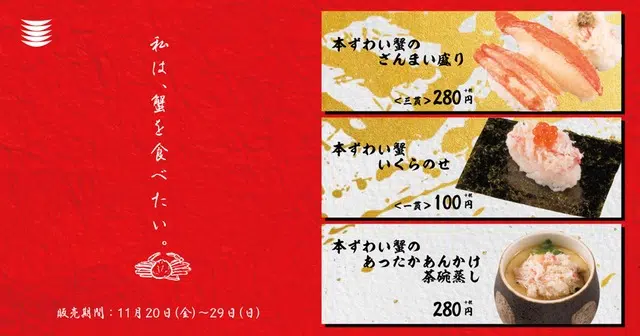 私は、蟹を食べたい。
販売期間：11月20日(金)～29日(日)
本ずわい蟹の
ざんまい盛り
<三貫>280円+税
本ずわい蟹
いくらのせ
<一貫>100円+税
本ずわい蟹の
あったかあんかけ
茶碗蒸し
280円+税